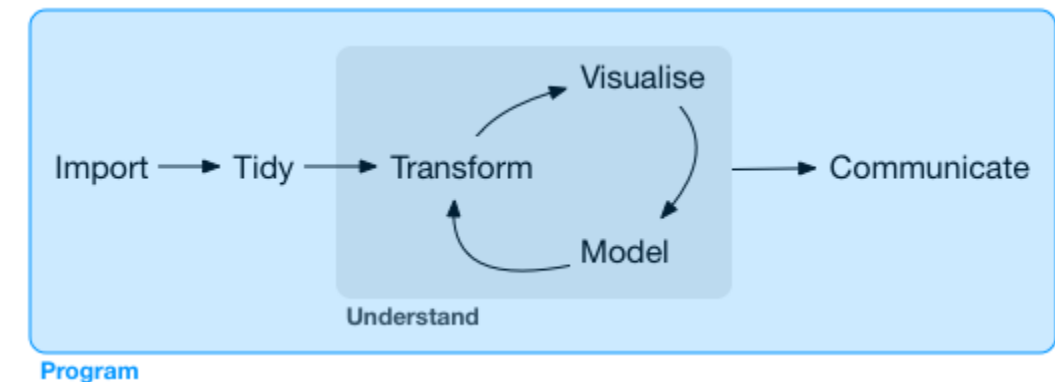 Visualise
Import Tidy Transform Communicate
Model
Understand
Program